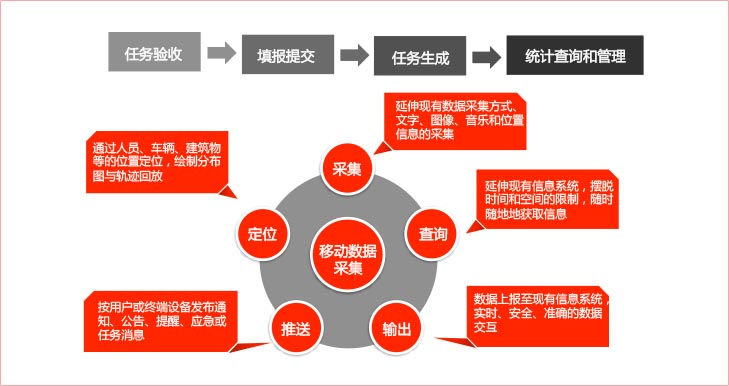 任务验收
填报提交
任务生成
统计查询和管理
延伸现有数据采集方式、
文字、图像、音乐和位置
信息的采集
通过人员、车辆、建筑物
等的位置定位，绘制分布
图与轨迹回放
采集
延伸现有信息系统，摆脱
时间和空间的限制，随时
随地地获取信息
定位
查询
移动数据
采集
按用户或终端设备发布通
知、公告、提醒、应急或
任务消息
数据上报至现有信息系统，
实时、安全、准确的数据
交互
推送
输出